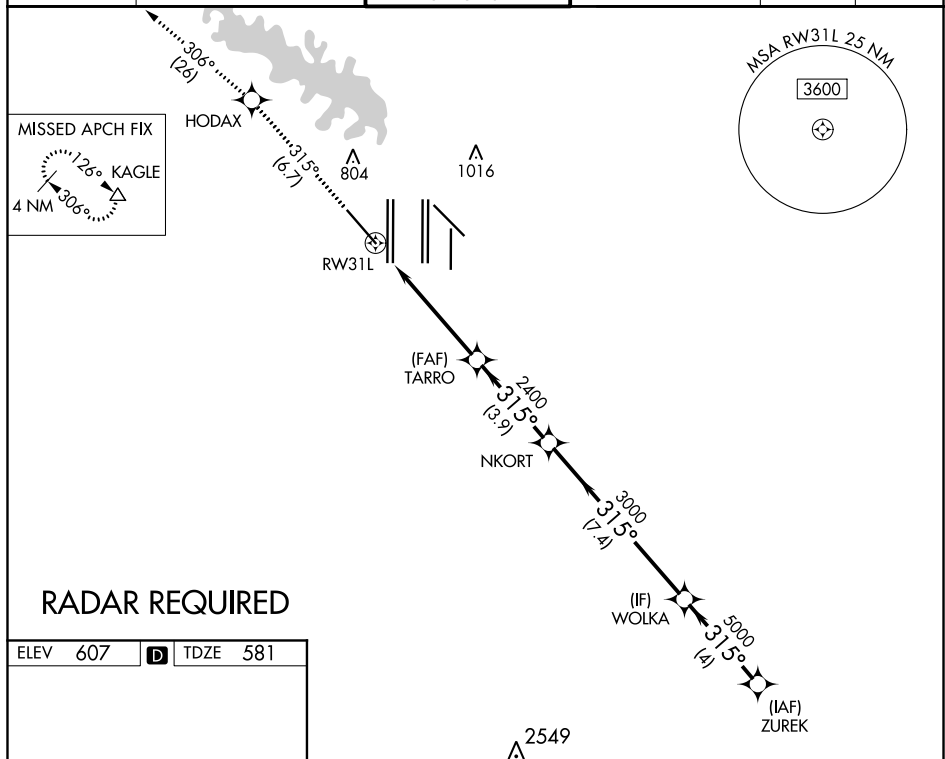 306°
(26)
HODAX
MSA RW31L 25 NM
3600
MISSED APCH FIX
126°
KAGLE
4 NM
306°
315°
(6.7)
804
1016
RW31L
(FAF)
TARRO
2400
315°
(3.9)
NKORT
3000
315°
(7.4)
RADAR REQUIRED
(IF)
WOLKA
5000
315°
(4)
ELEV 607 D TDZE 581
(IAF)
ZUREK
2549